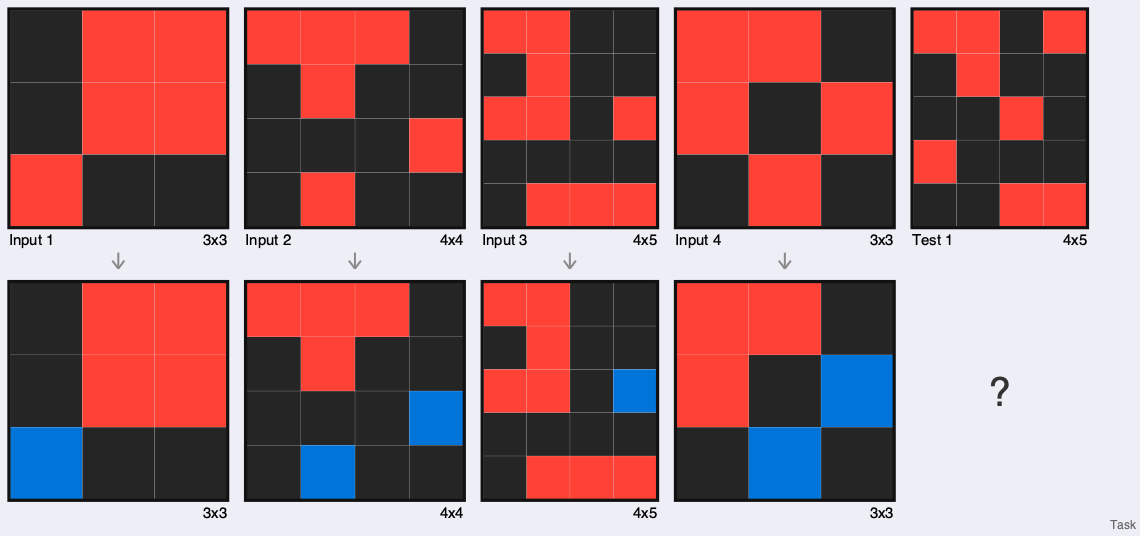 Input 1 3x3
Input 2 4x4
Input 3 4x5
Input 4 3x3
Test 1 4x5
3x3
4x4
4x5
3x3
?
Task